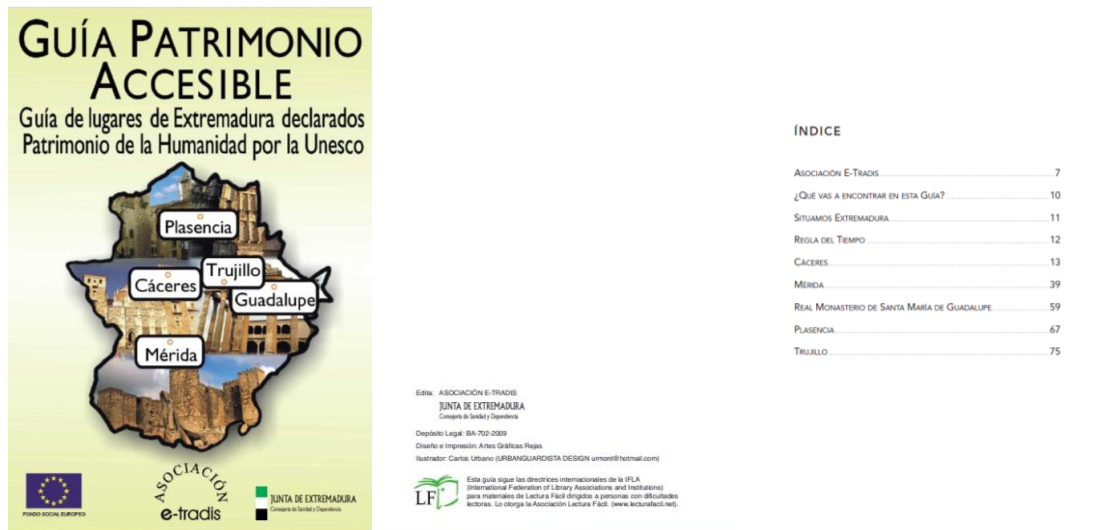 GUÍA PATRIMONIO
ACCESIBLE
Guía de lugares de Extremadura declarados
Patrimonio de la Humanidad por la Unesco
Plasencia
Trujillo
Cáceres
Guadalupe
Mérida
FONDO SOCIAL EUROPEO
ASOCIACIÓN
e-tradis
JUNTA DE EXTREMADURA
Consejería de Sanidad y Dependencia
Edita: ASOCIACIÓN E-TRADIS
JUNTA DE EXTREMADURA
Consejería de Sanidad y Dependencia
Depósito Legal: BA-702-2009
Diseño e Impresión: Artes Gráficas Rejas
Ilustrador: Carlos Urbano (URBANGUARDISTA DESIGN urmont@hotmail.com)
LF
Esta guía sigue las directrices internacionales de la IFLA
(International Federation of Library Associations and Institutions)
para materiales de Lectura Fácil dirigidos a personas con dificultades
lectoras. Lo otorga la Asociación Lectura Fácil. (www.lecturafacil.net).
ÍNDICE
ASOCIACIÓN E-TRADIS 7
¿QUÉ VAS A ENCONTRAR EN ESTA GUÍA? 10
SITUAMOS EXTREMADURA 11
REGLA DEL TIEMPO 12
CÁCERES 13
MÉRIDA 39
REAL MONASTERIO DE SANTA MARÍA DE GUADALUPE 59
PLASENCIA 67
TRUJILLO 75